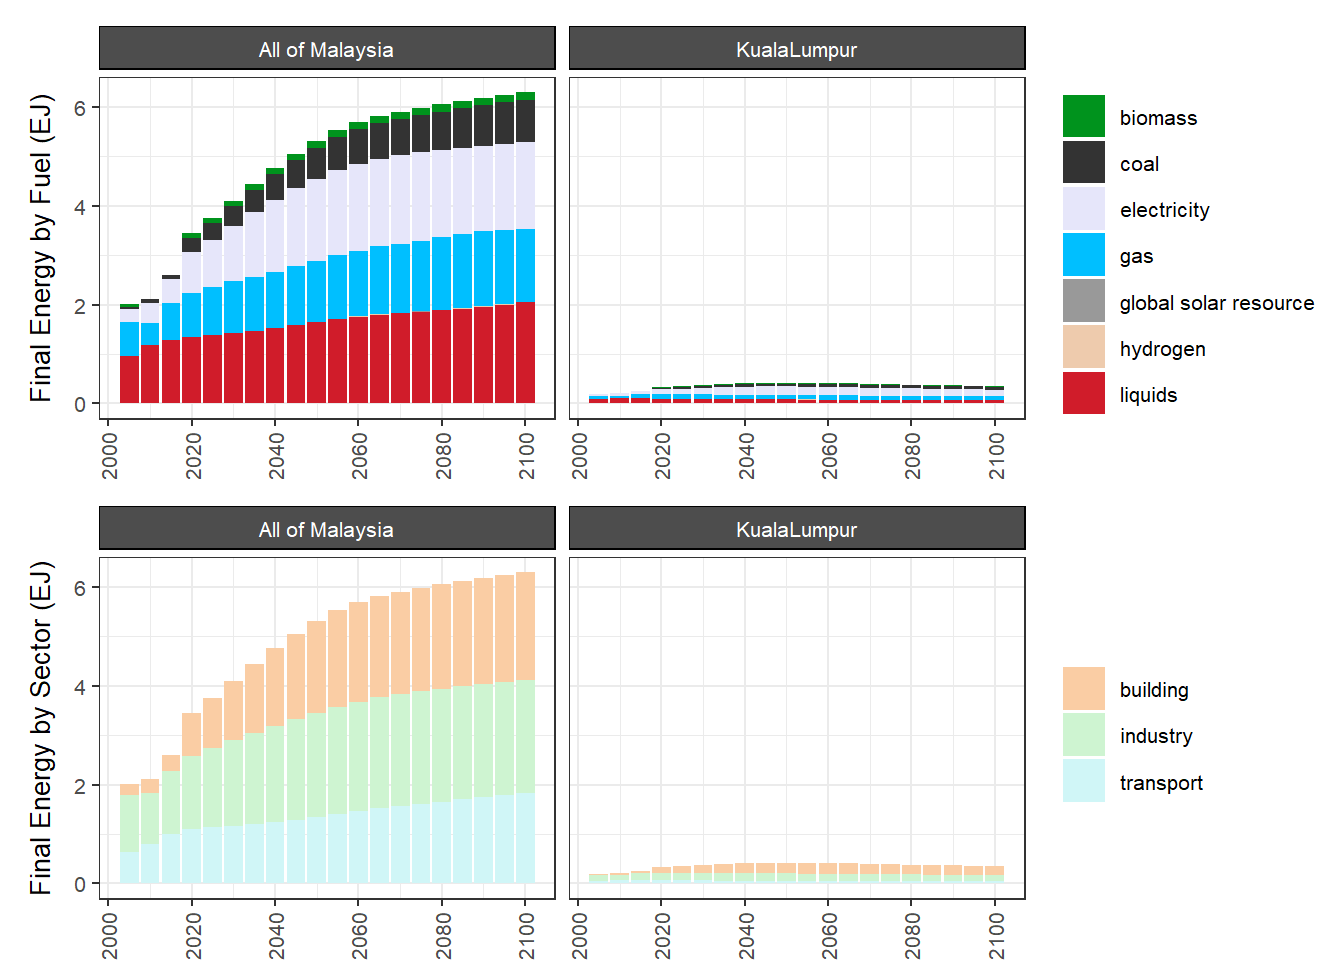 All of Malaysia
KualaLumpur
Final Energy by Fuel (EJ)
6
4
2
0
2000
2020
2040
2060
2080
2100
2000
2020
2040
2060
2080
2100
biomass
coal
electricity
gas
global solar resource
hydrogen
liquids
All of Malaysia
KualaLumpur
Final Energy by Sector (EJ)
6
4
2
0
2000
2020
2040
2060
2080
2100
2000
2020
2040
2060
2080
2100
building
industry
transport